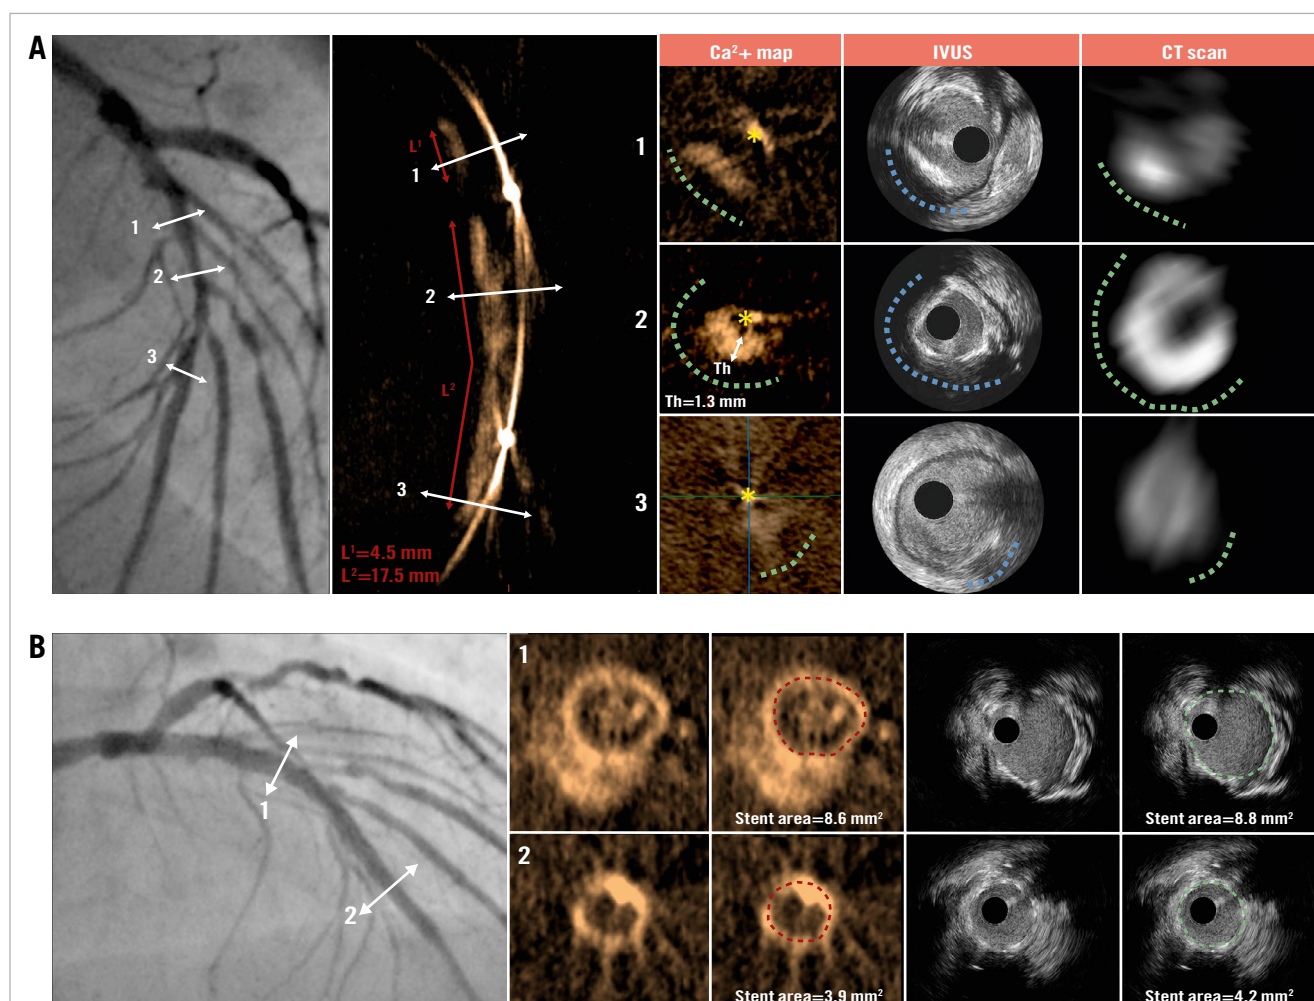 A
Ca²+ map
IVUS
CT scan
1
2
3
L¹
1
L²
2
3
L¹=4.5 mm
L²=17.5 mm
1
2
Th
Th=1.3 mm
3
B
1
2
1
Stent area=8.6 mm²
Stent area=8.8 mm²
2
Stent area=3.9 mm²
Stent area=4.2 mm²